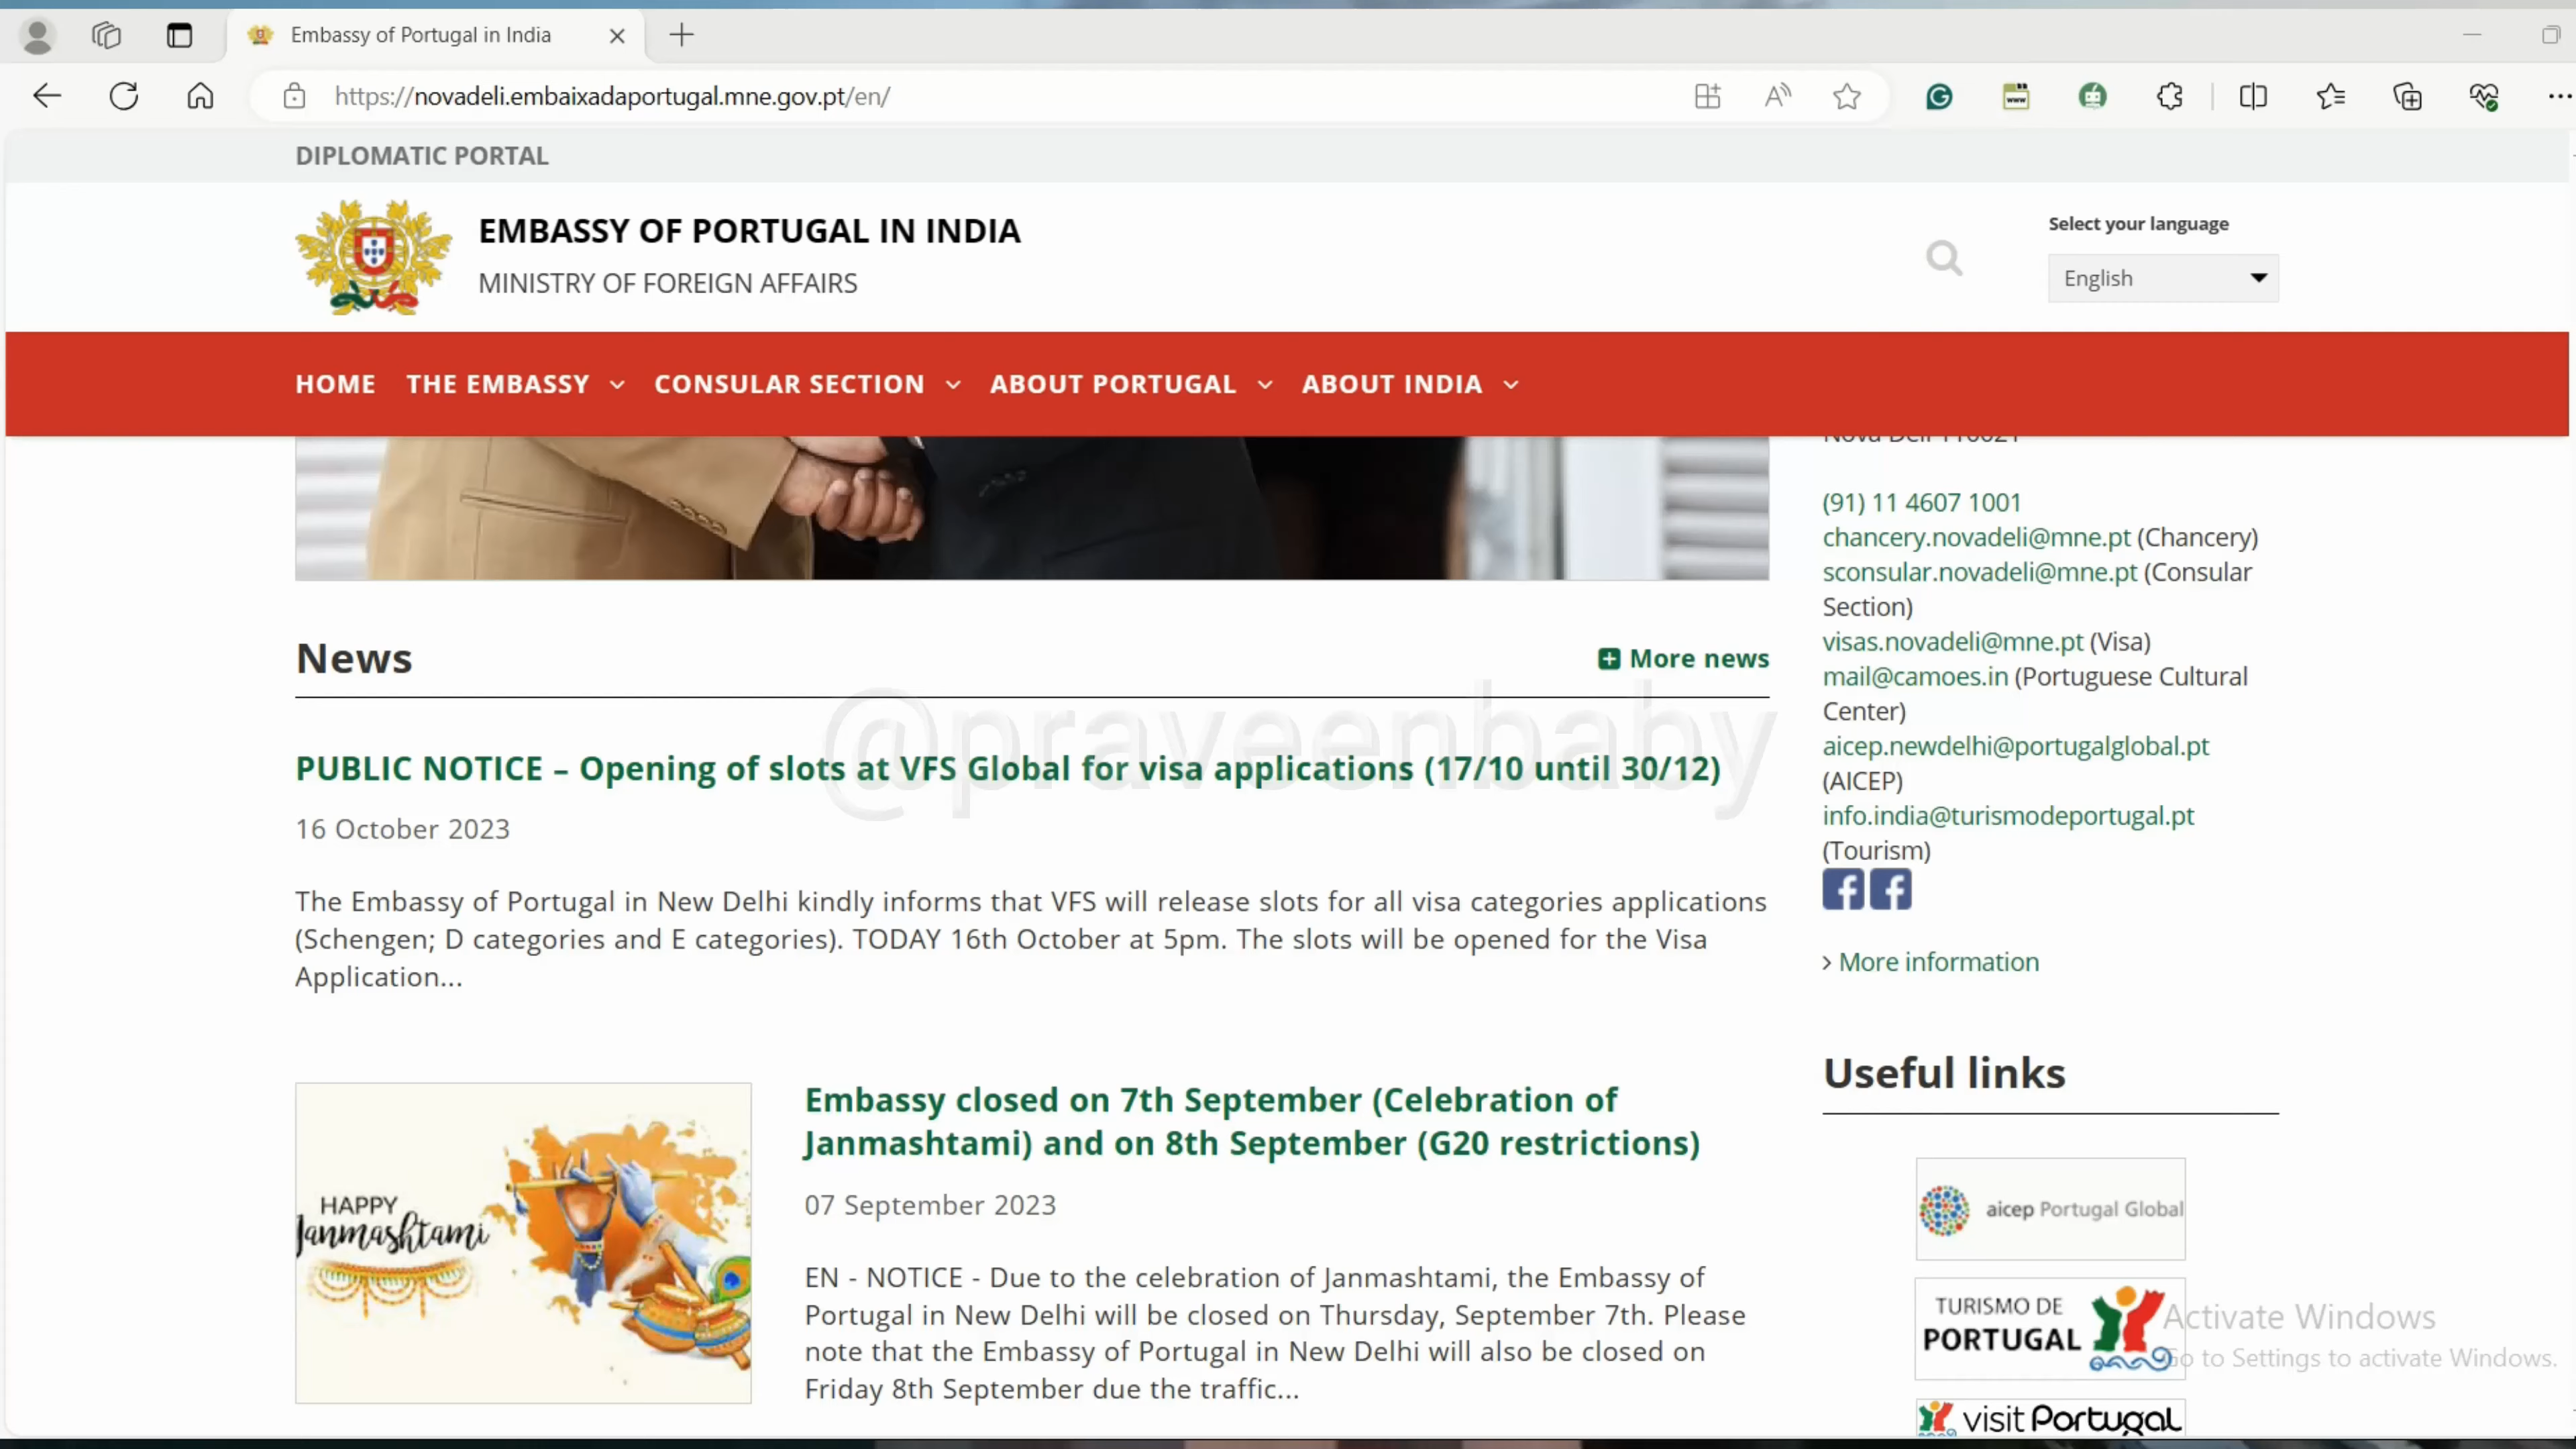 Embassy of Portugal in India
https://novadeli.embaixadaportugal.mne.gov.pt/en/
DIPLOMATIC PORTAL
EMBASSY OF PORTUGAL IN INDIA
MINISTRY OF FOREIGN AFFAIRS
Select your language
English
HOME THE EMBASSY CONSULAR SECTION ABOUT PORTUGAL ABOUT INDIA
(91) 11 4607 1001
chancery.novadeli@mne.pt (Chancery)
sconsular.novadeli@mne.pt (Consular
Section)
visas.novadeli@mne.pt (Visa)
mail@camoes.in (Portuguese Cultural
Center)
aicep.newdelhi@portugalglobal.pt
(AICEP)
info.india@turismodeportugal.pt
(Tourism)
> More information
News
More news
@praveenbaby
PUBLIC NOTICE – Opening of slots at VFS Global for visa applications (17/10 until 30/12)
16 October 2023
The Embassy of Portugal in New Delhi kindly informs that VFS will release slots for all visa categories applications
(Schengen; D categories and E categories). TODAY 16th October at 5pm. The slots will be opened for the Visa
Application...
HAPPY
Janmashtami
Embassy closed on 7th September (Celebration of
Janmashtami) and on 8th September (G20 restrictions)
07 September 2023
EN - NOTICE - Due to the celebration of Janmashtami, the Embassy of
Portugal in New Delhi will be closed on Thursday, September 7th. Please
note that the Embassy of Portugal in New Delhi will also be closed on
Friday 8th September due the traffic...
Useful links
aicep Portugal Global
TURISMO DE
PORTUGAL
visitPortugal
Activate Windows
Go to Settings to activate Windows.